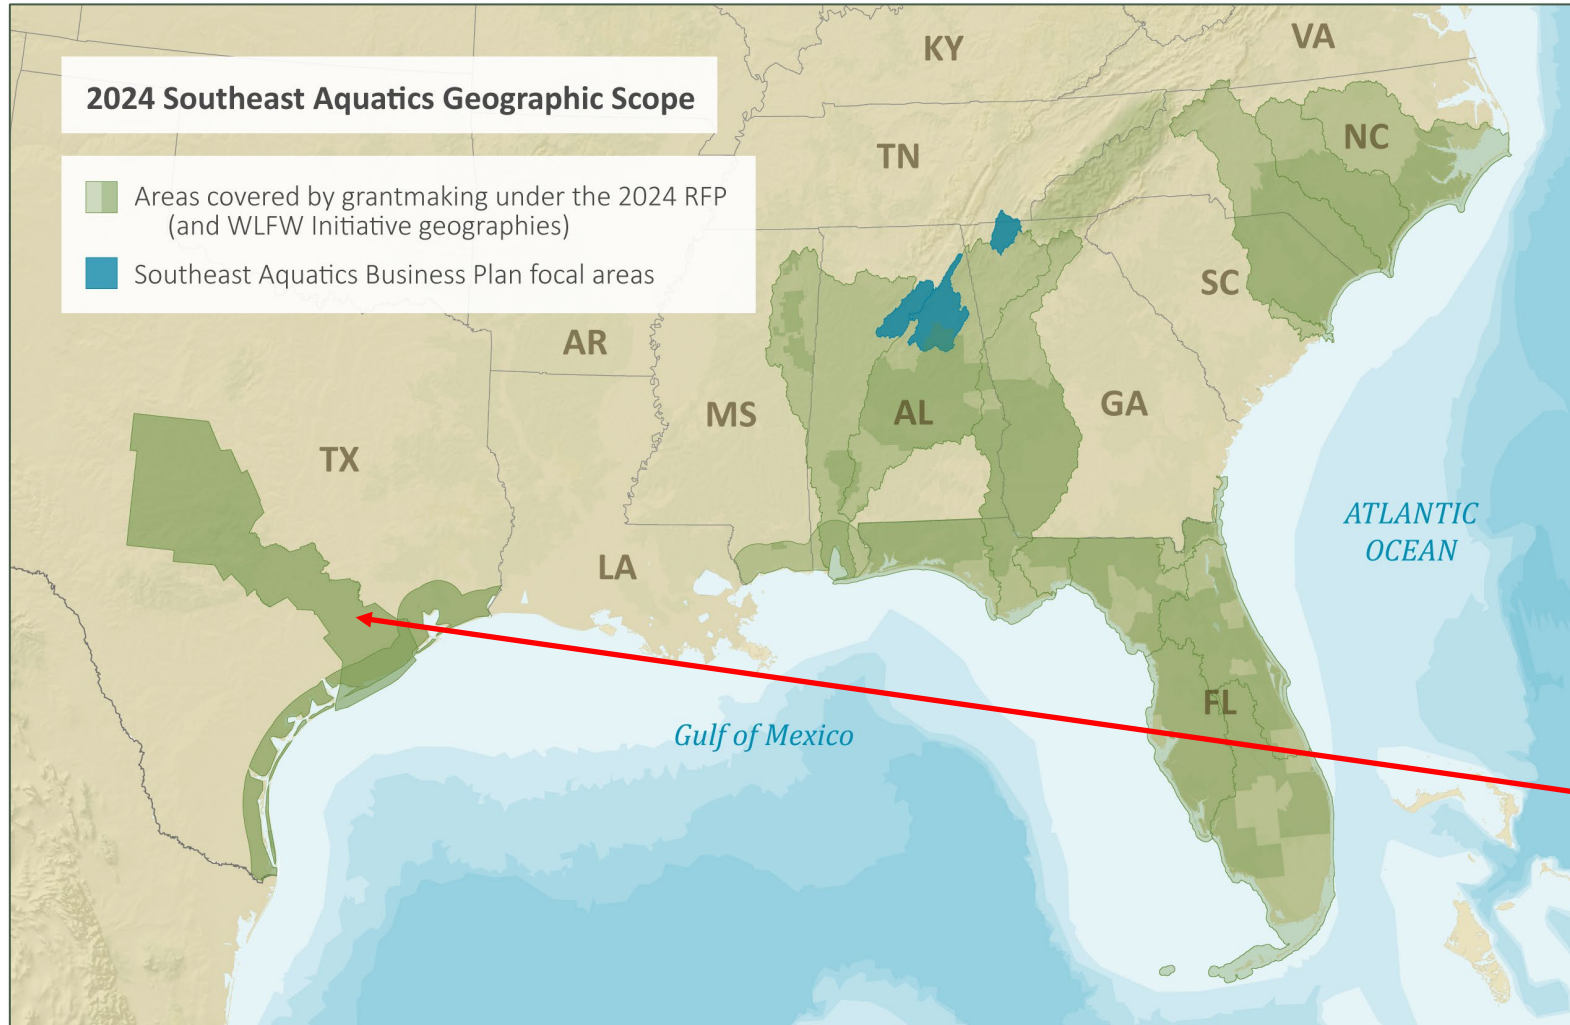 2024 Southeast Aquatics Geographic Scope
Areas covered by grantmaking under the 2024 RFP
(and WLFW Initiative geographies)
Southeast Aquatics Business Plan focal areas
KY
VA
TN
NC
SC
AR
MS
AL
GA
TX
LA
FL
ATLANTIC
OCEAN
Gulf of Mexico